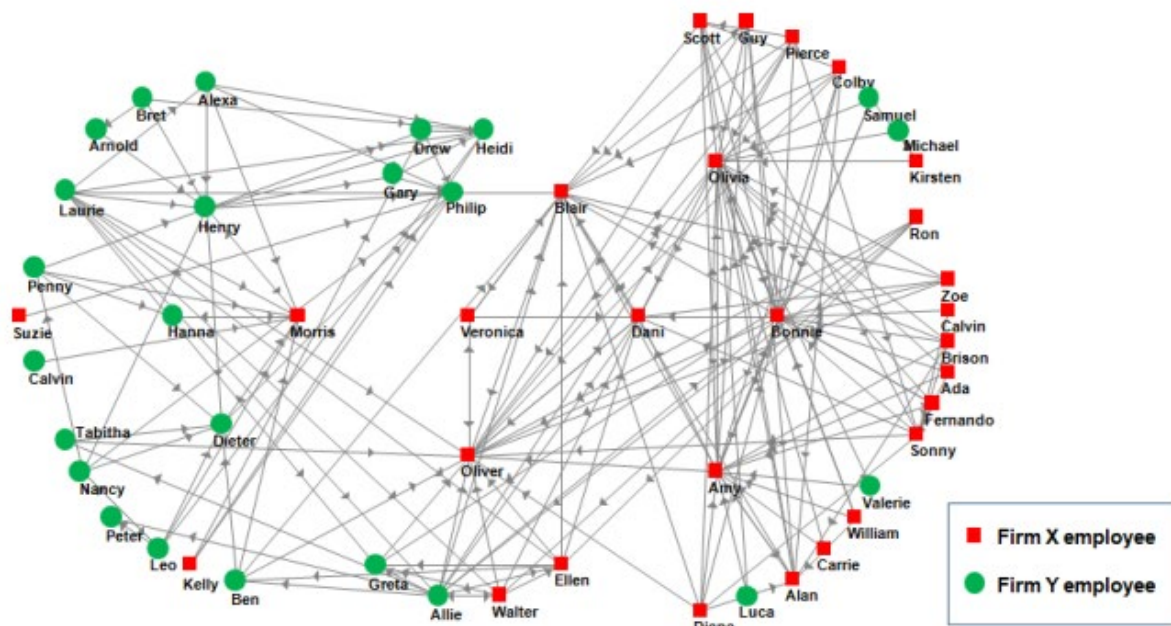 Scott
Guy
Pierce
Colby
Samuel
Michael
Kirsten
Alexa
Bret
Arnold
Drew
Heidi
Gary
Philip
Laurie
Henry
Blair
Olivia
Ron
Penny
Suzie
Hanna
Morris
Veronica
Dani
Bonnie
Zoe
Calvin
Brison
Ada
Fernando
Sonny
Calvin
Tabitha
Dieter
Nancy
Oliver
Amy
Valerie
William
Carrie
Peter
Leo
Kelly
Ben
Greta
Allie
Walter
Ellen
Luca
Alan
Firm X employee
Firm Y employee